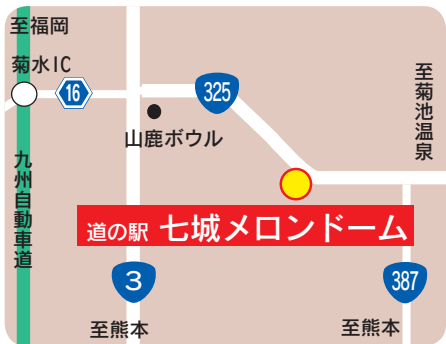 至福岡
菊水IC
16
325
山鹿ボウル
至菊池温泉
九州自動車道
道の駅 七城メロンドーム
3
387
至熊本
至熊本